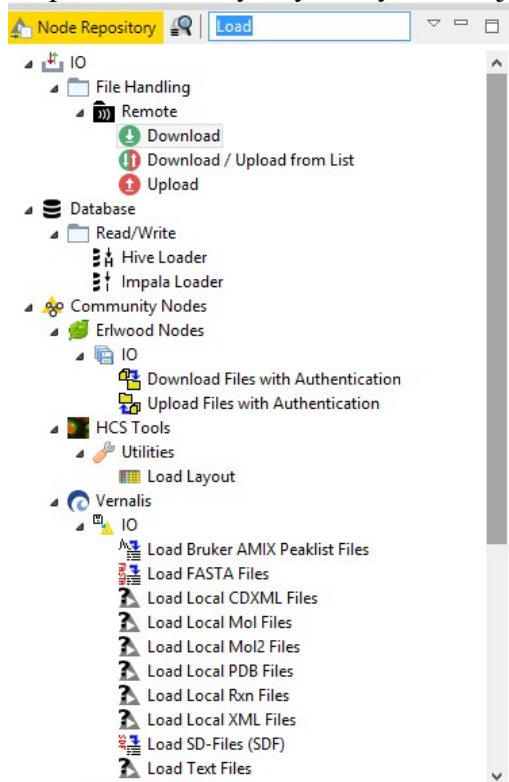 Node Repository Load
IO
File Handling
Remote
Download
Download / Upload from List
Upload
Database
Read/Write
Hive Loader
Impala Loader
Community Nodes
Erlwood Nodes
IO
Download Files with Authentication
Upload Files with Authentication
HCS Tools
Utilities
Load Layout
Vernalis
IO
Load Bruker AMIX Peaklist Files
Load FASTA Files
Load Local CDXML Files
Load Local Mol Files
Load Local Mol2 Files
Load Local PDB Files
Load Local Rxn Files
Load Local XML Files
Load SD-Files (SDF)
Load Text Files